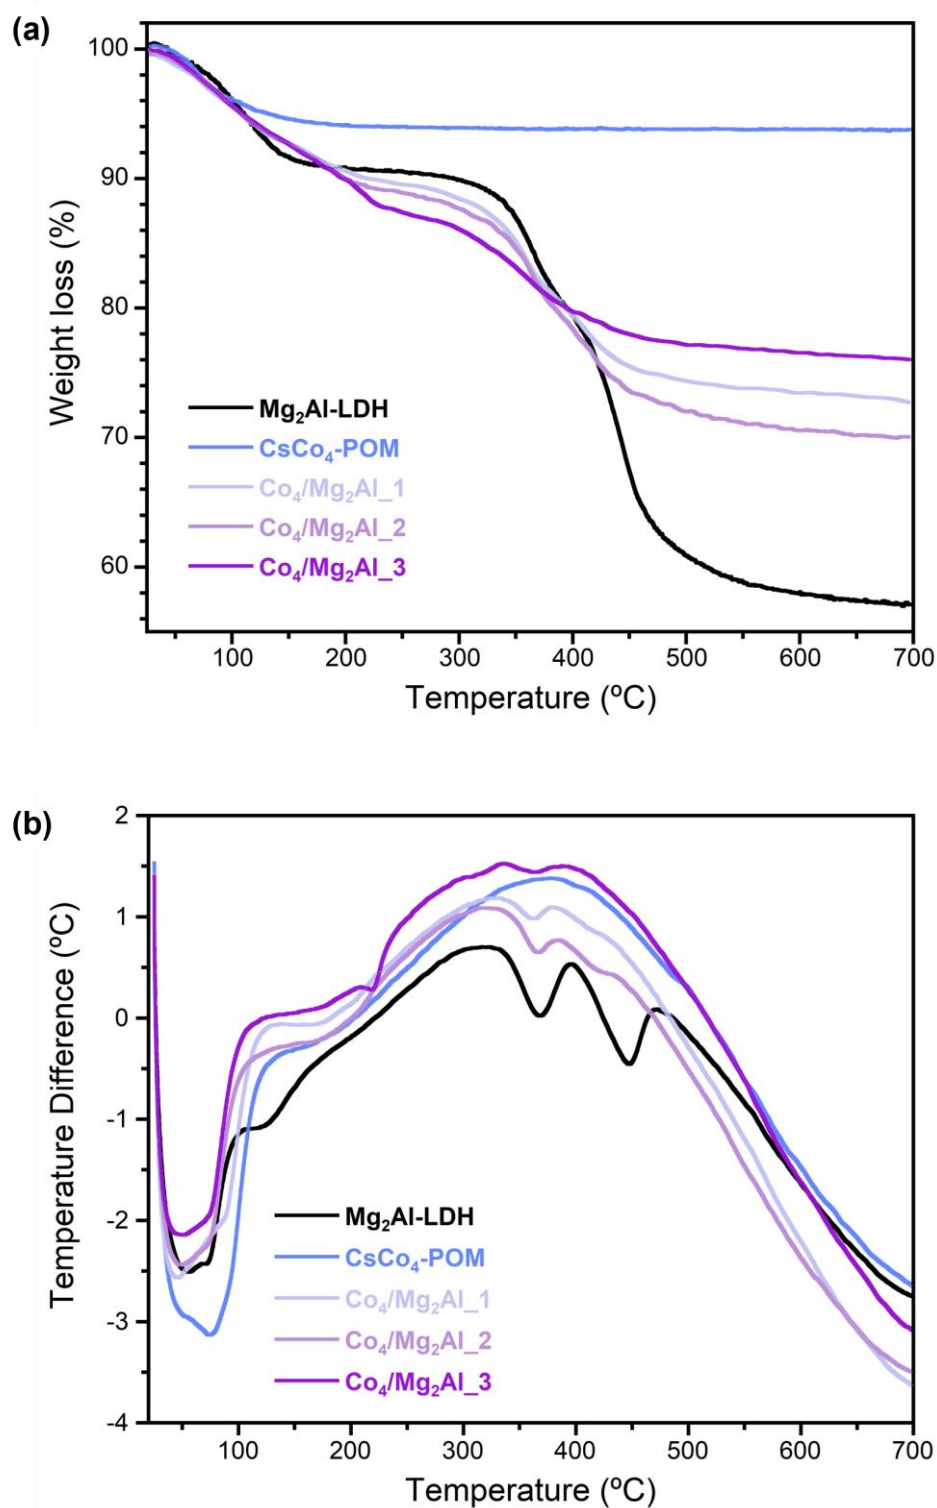 (a)
100
90
80
70
60
Weight loss (%)
Mg₂Al-LDH
CsCo₄-POM
Co₄/Mg₂Al_1
Co₄/Mg₂Al_2
Co₄/Mg₂Al_3
100 200 300 400 500 600 700
Temperature (ºC)
(b)
2
1
0
-1
-2
-3
-4
Temperature Difference (ºC)
Mg₂Al-LDH
CsCo₄-POM
Co₄/Mg₂Al_1
Co₄/Mg₂Al_2
Co₄/Mg₂Al_3
100 200 300 400 500 600 700
Temperature (ºC)